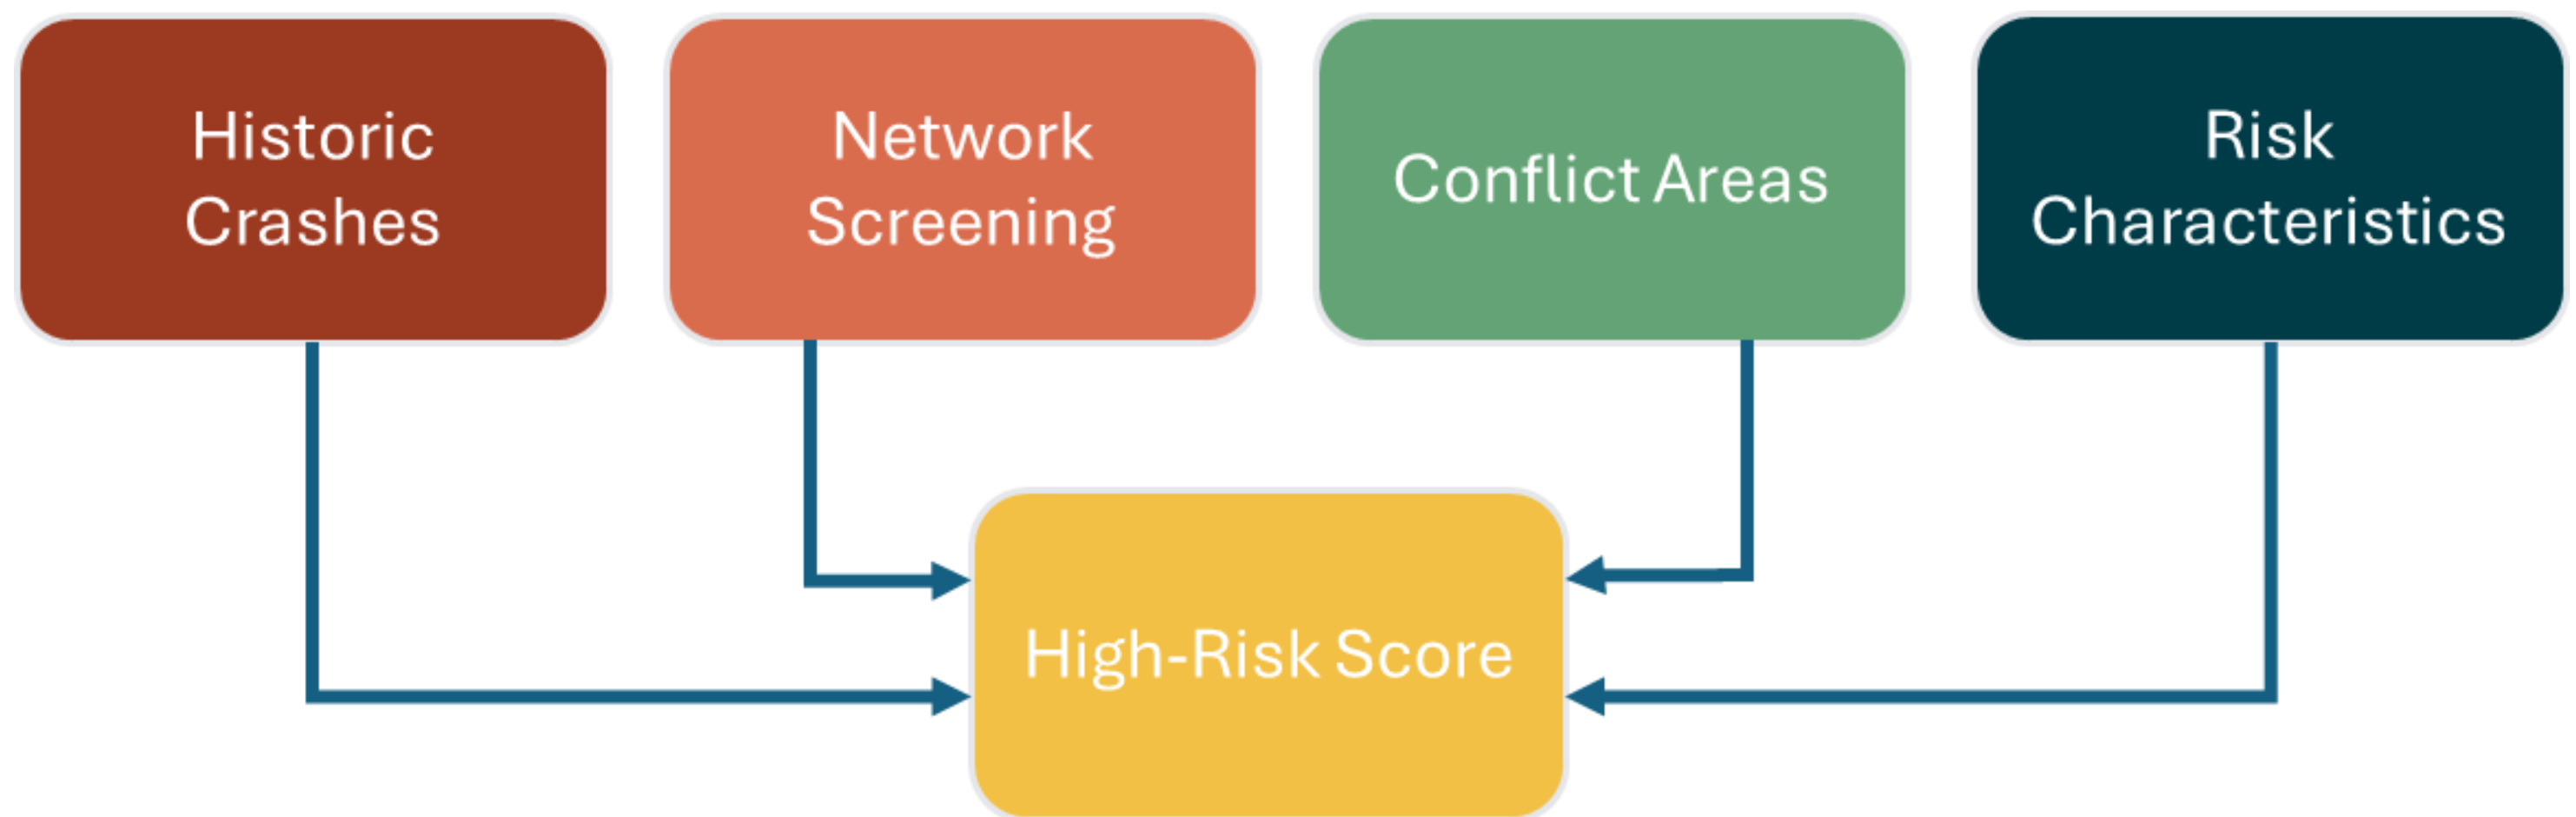 Historic
Crashes
Network
Screening
Conflict Areas
Risk
Characteristics
High-Risk Score